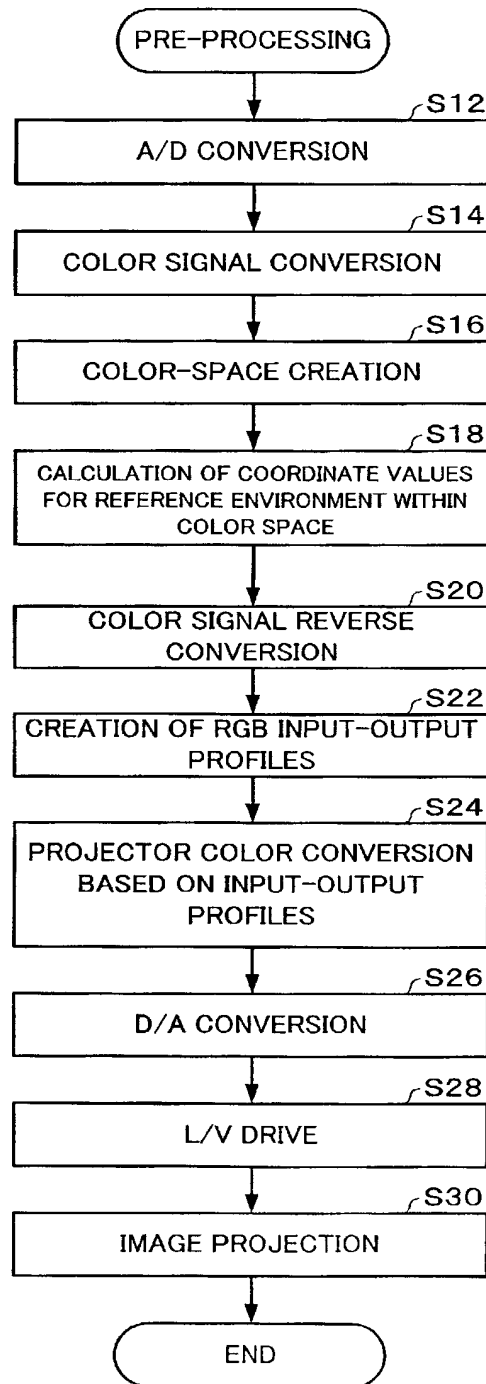 PRE-PROCESSING
S12
A/D CONVERSION
S14
COLOR SIGNAL CONVERSION
S16
COLOR-SPACE CREATION
S18
CALCULATION OF COORDINATE VALUES
FOR REFERENCE ENVIRONMENT WITHIN
COLOR SPACE
S20
COLOR SIGNAL REVERSE
CONVERSION
S22
CREATION OF RGB INPUT-OUTPUT
PROFILES
S24
PROJECTOR COLOR CONVERSION
BASED ON INPUT-OUTPUT
PROFILES
S26
D/A CONVERSION
S28
L/V DRIVE
S30
IMAGE PROJECTION
END